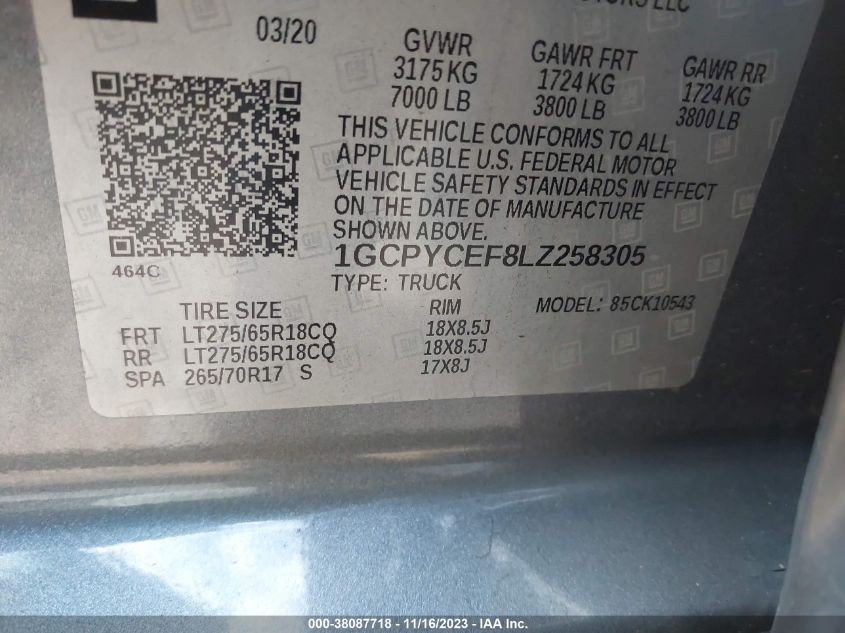 LLC
03/20 GVWR GAWR FRT GAWR RR
3175 KG 1724 KG 1724 KG
7000 LB 3800 LB 3800 LB
THIS VEHICLE CONFORMS TO ALL
APPLICABLE U.S. FEDERAL MOTOR
VEHICLE SAFETY STANDARDS IN EFFECT
ON THE DATE OF MANUFACTURE
SHOWN ABOVE.
464C 1GCPYCEF8LZ258305
TYPE: TRUCK
TIRE SIZE RIM MODEL: 85CK10543
FRT LT275/65R18CQ 18X8.5J
RR LT275/65R18CQ 18X8.5J
SPA 265/70R17 S 17X8J
GM
000-38087718 - 11/16/2023 - IAA Inc.